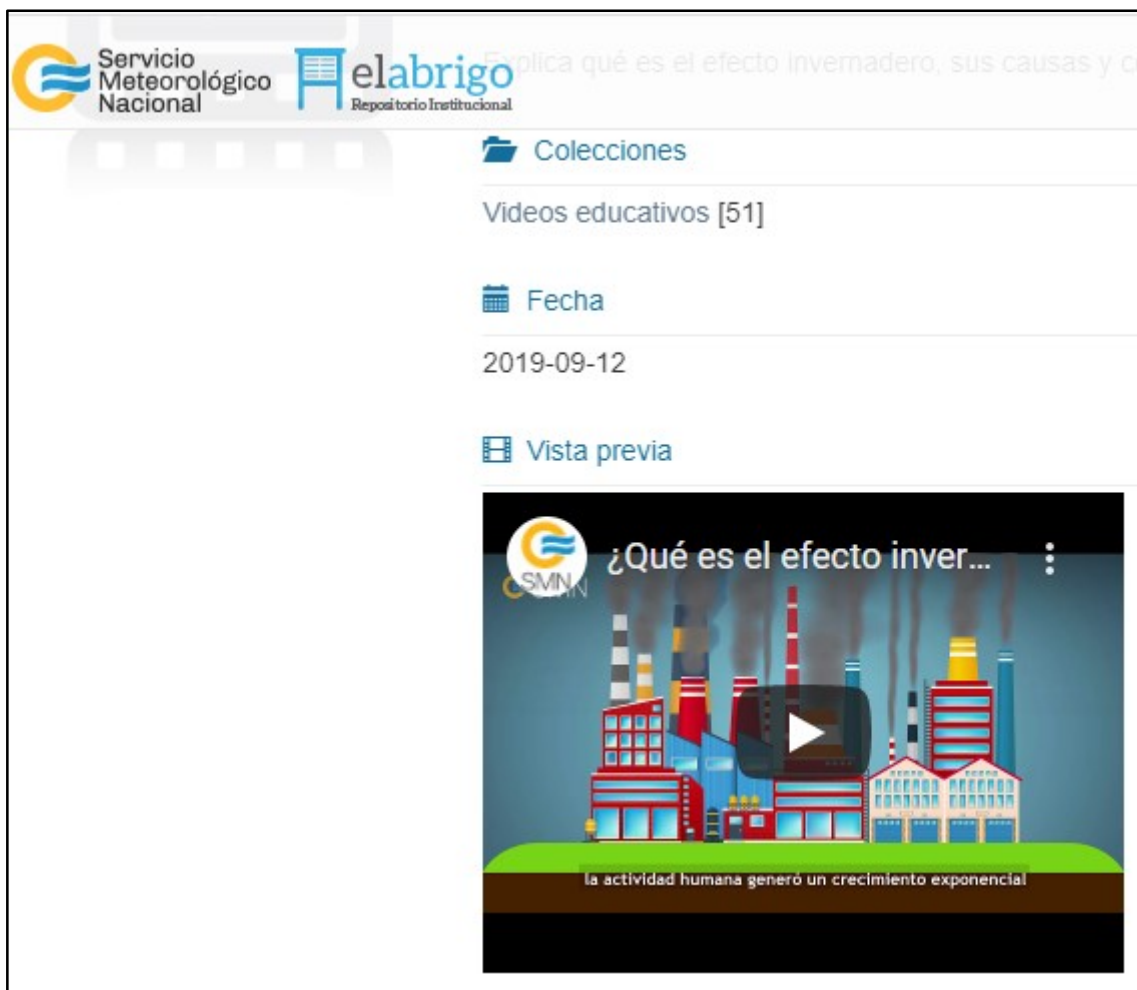 Servicio
Meteorológico
Nacional
elabrigo
Repositorio Institucional
Explica qué es el efecto invernadero, sus causas y
Colecciones
Videos educativos [51]
Fecha
2019-09-12
Vista previa
¿Qué es el efecto inver...
SMN
la actividad humana generó un crecimiento exponencial